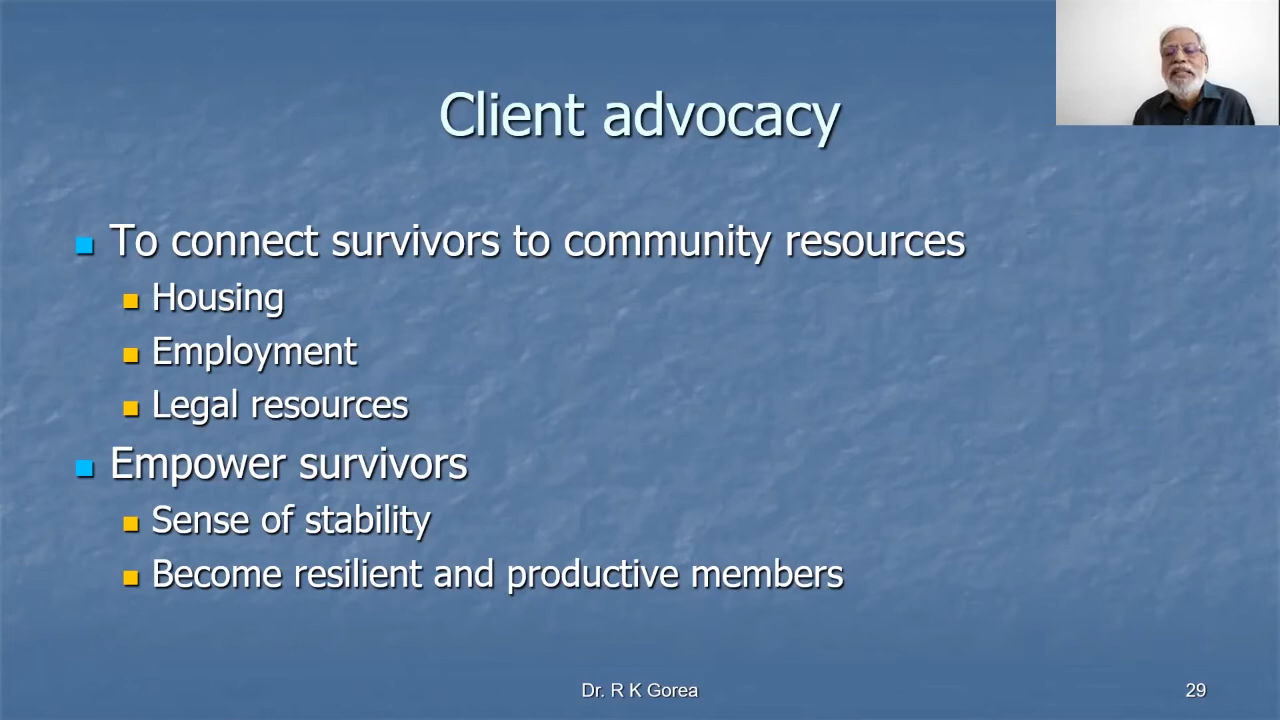 Client advocacy
To connect survivors to community resources
Housing
Employment
Legal resources
Empower survivors
Sense of stability
Become resilient and productive members
Dr. R K Gorea
29